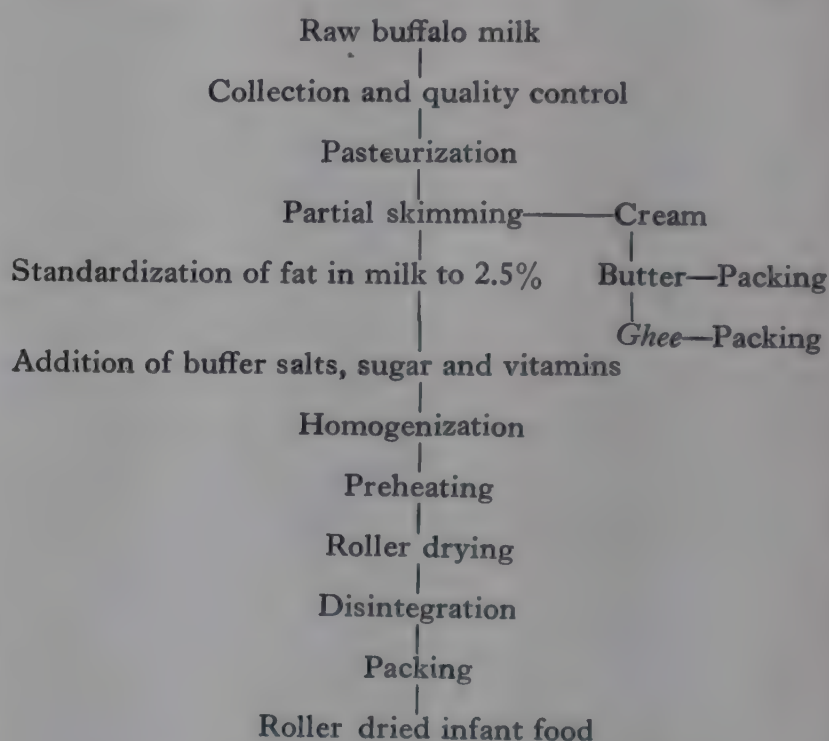 Raw buffalo milk
Collection and quality control
Pasteurization
Partial skimming——Cream
Standardization of fat in milk to 2.5% Butter—Packing
Ghee—Packing
Addition of buffer salts, sugar and vitamins
Homogenization
Preheating
Roller drying
Disintegration
Packing
Roller dried infant food